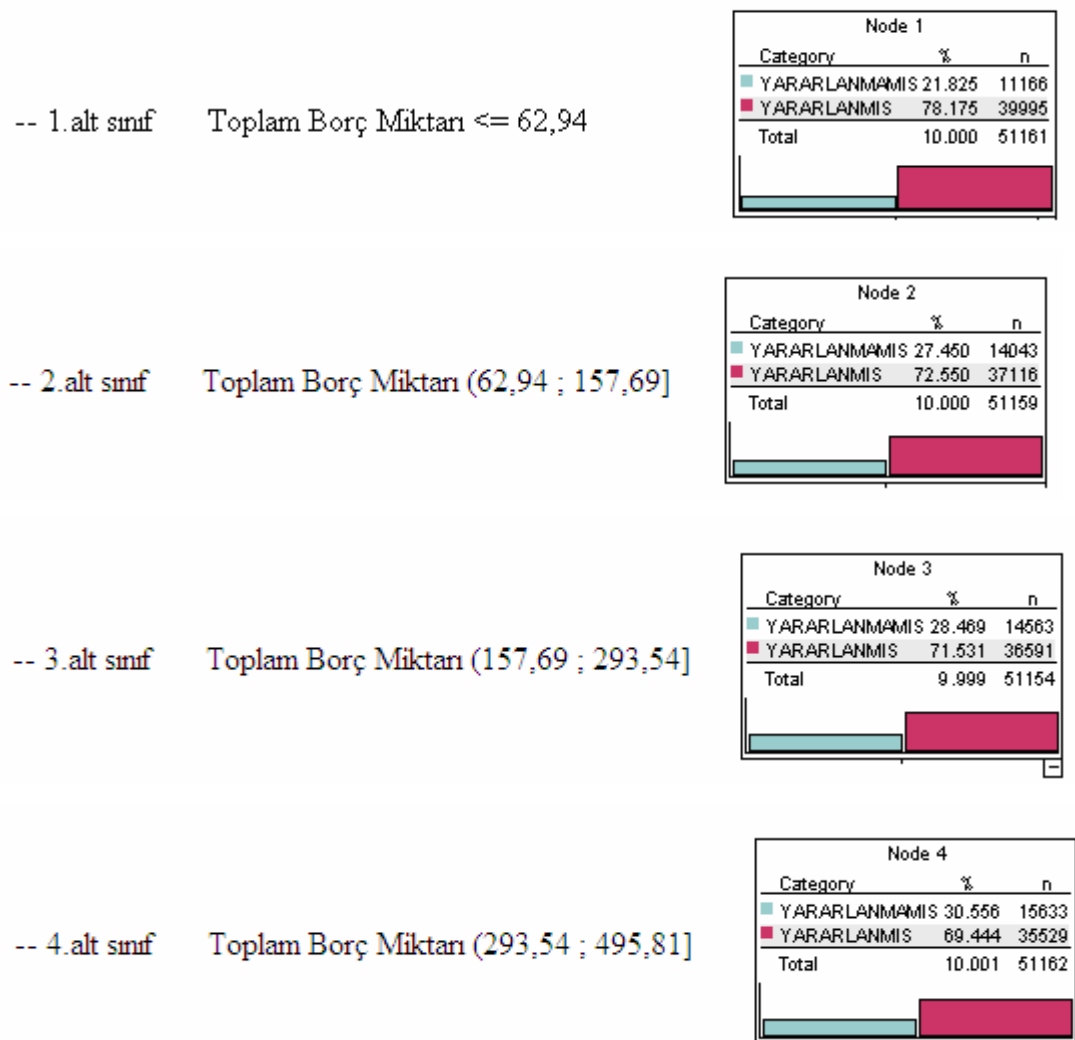 Node 1
Category % n
YARARLANMAMIS 21.825 11166
-- 1.alt sınıf Toplam Borç Miktarı <= 62,94
YARARLANMIS 78.175 39995
Total 10.000 51161
Node 2
Category % n
YARARLANMAMIS 27.450 14043
-- 2.alt sınıf Toplam Borç Miktarı (62,94 ; 157,69]
YARARLANMIS 72.550 37116
Total 10.000 51159
Node 3
Category % n
YARARLANMAMIS 28.469 14563
YARARLANMIS 71.531 36591
-- 3.alt sınıf Toplam Borç Miktarı (157,69 ; 293,54]
Total 9.999 51154
Node 4
Category % n
YARARLANMAMIS 30.556 15633
YARARLANMIS 69.444 35529
-- 4.alt sınıf Toplam Borç Miktarı (293,54 ; 495,81]
Total 10.001 51162